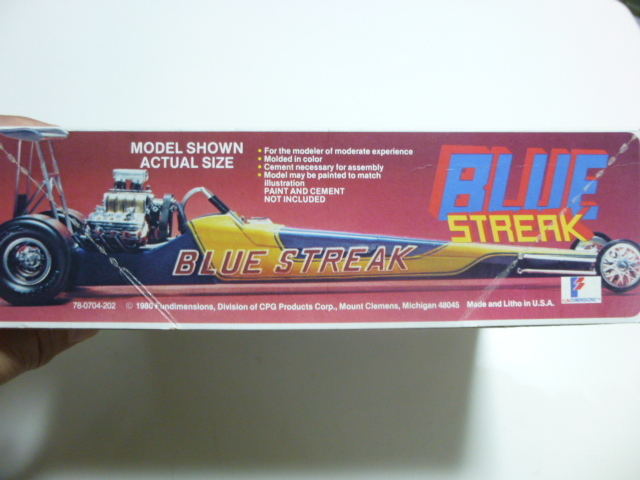 MODEL SHOWN
ACTUAL SIZE
• For the modeler of moderate experience
• Molded in color
• Cement necessary for assembly
• Model may be painted to match
illustration
PAINT AND CEMENT
NOT INCLUDED
BLUE
STREAK
BLUE STREAK
78-0704-202 © 1980 Fundimensions, Division of CPG Products Corp., Mount Clemens, Michigan 48045 Made and Litho in U.S.A.